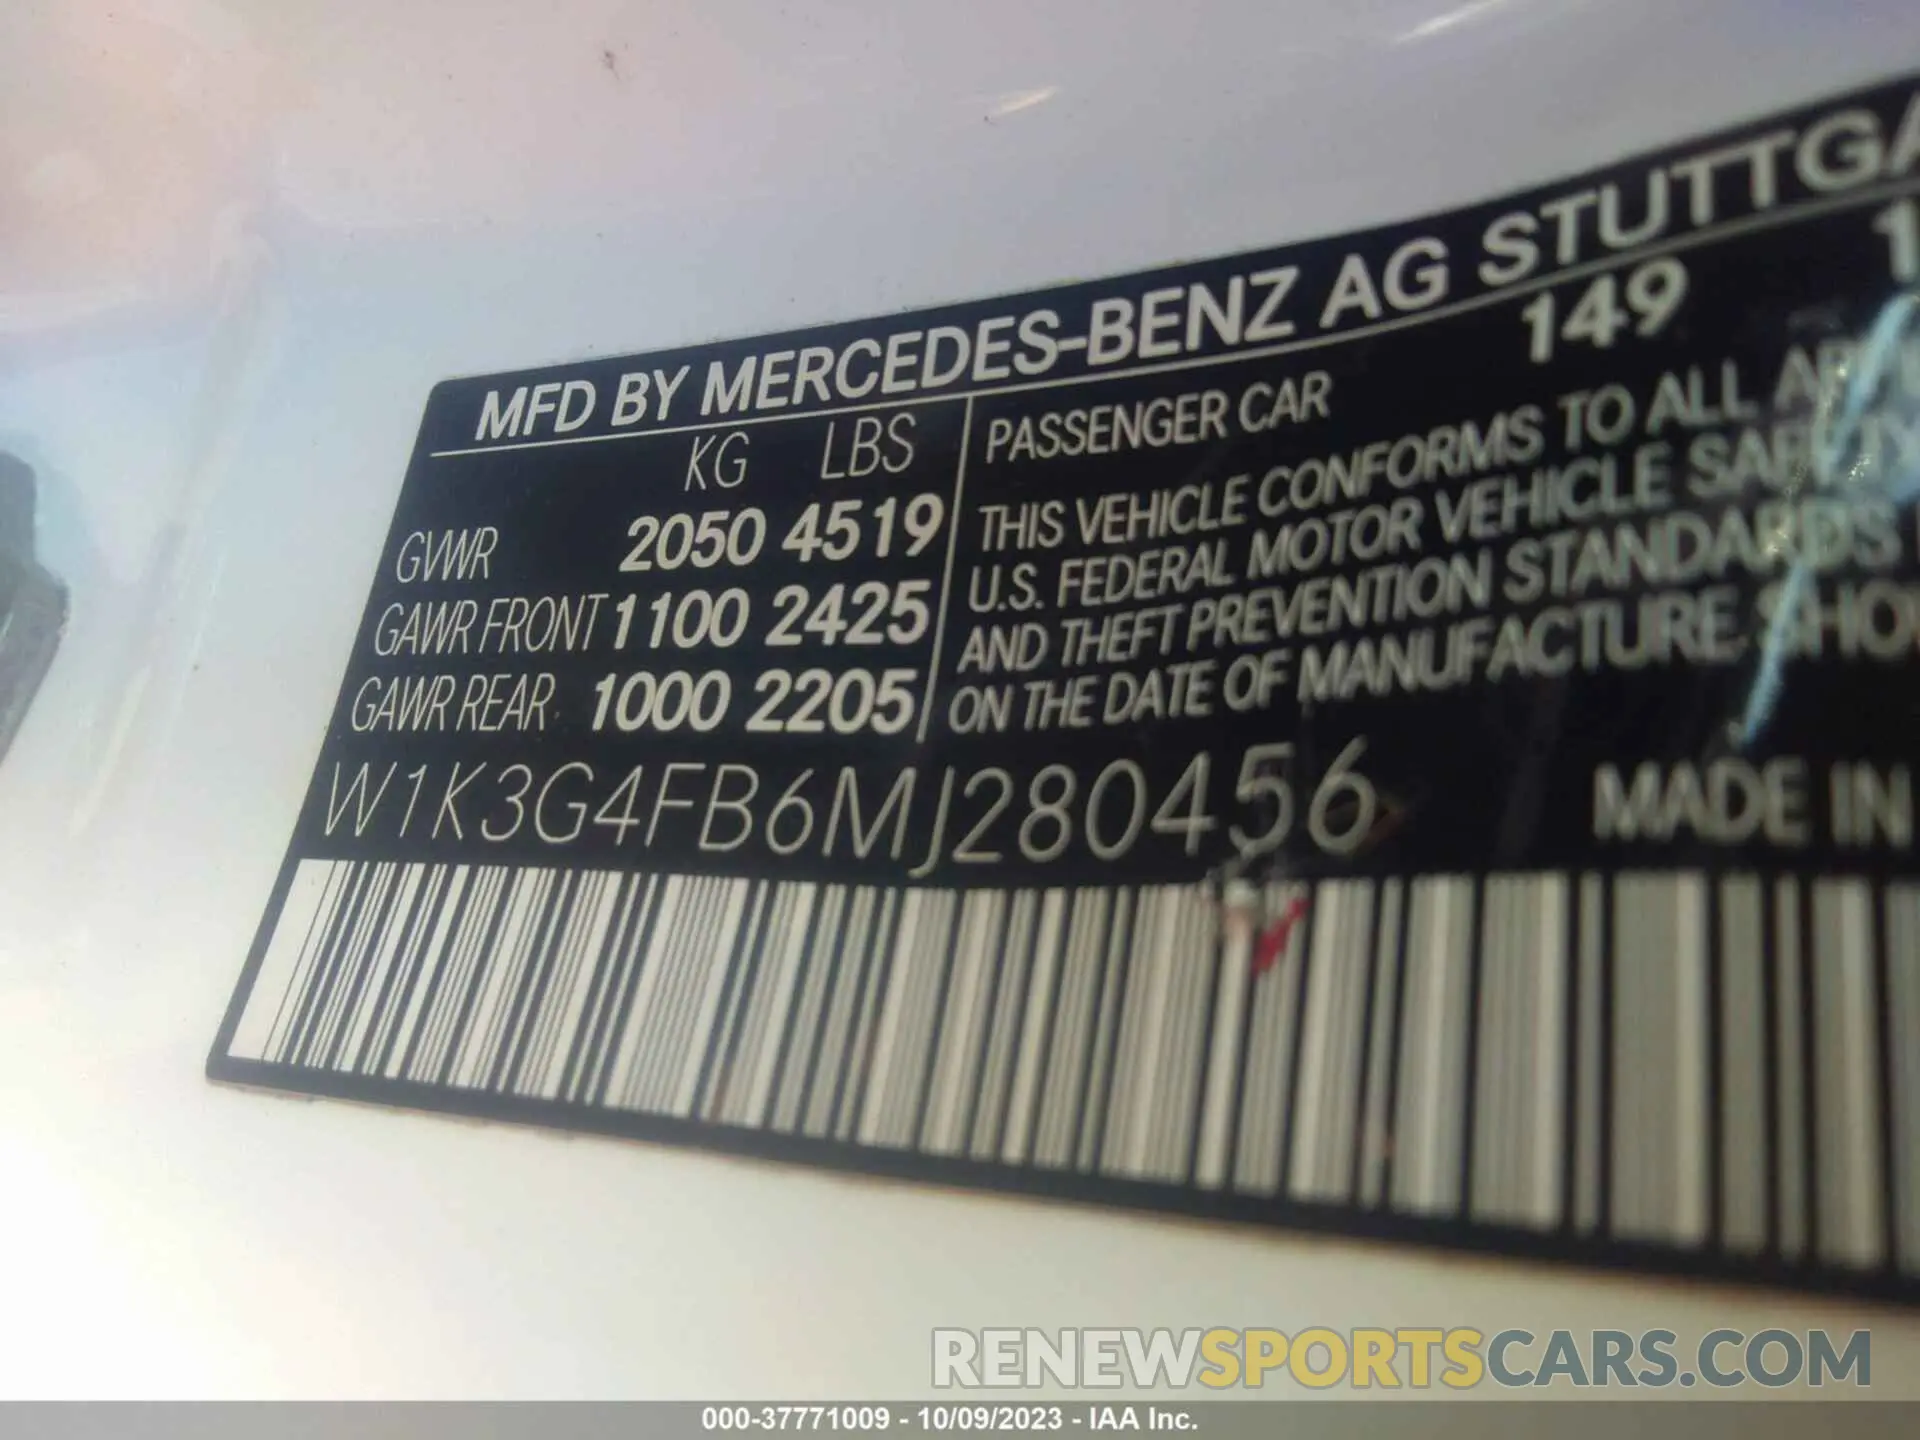 MFD BY MERCEDES-BENZ AG
149
KG LBS
PASSENGER CAR
GVWR 2050 4519
THIS VEHICLE CONFORMS TO ALL
GAWR FRONT 1100 2425
U.S. FEDERAL MOTOR VEHICLE
GAWR REAR 1000 2205
AND THEFT PREVENTION STANDARDS
ON THE DATE OF MANUFACTURE
W1K3G4FB6MJ280456
MADE IN
RENEWSPORTSCARS.COM
000-37771009 - 10/09/2023 - IAA Inc.